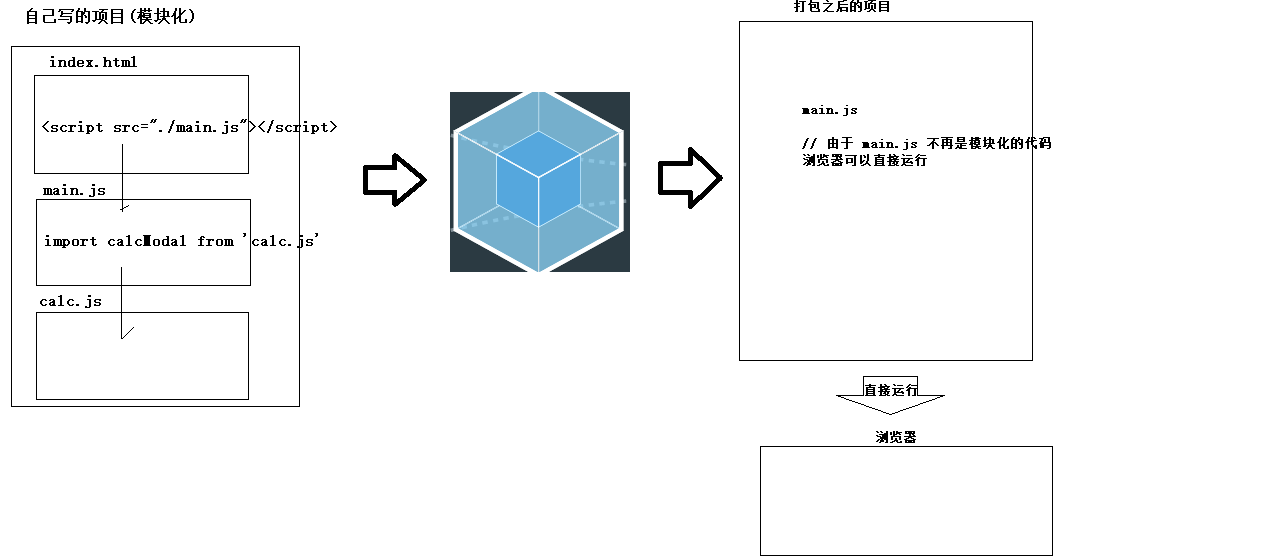 自己写的项目(模块化)
index.html
<script src="./main.js"></script>
main.js
import calcModal from 'calc.js'
calc.js
打包之后的项目
main.js
// 由于 main.js 不再是模块化的代码
浏览器可以直接运行
直接运行
浏览器